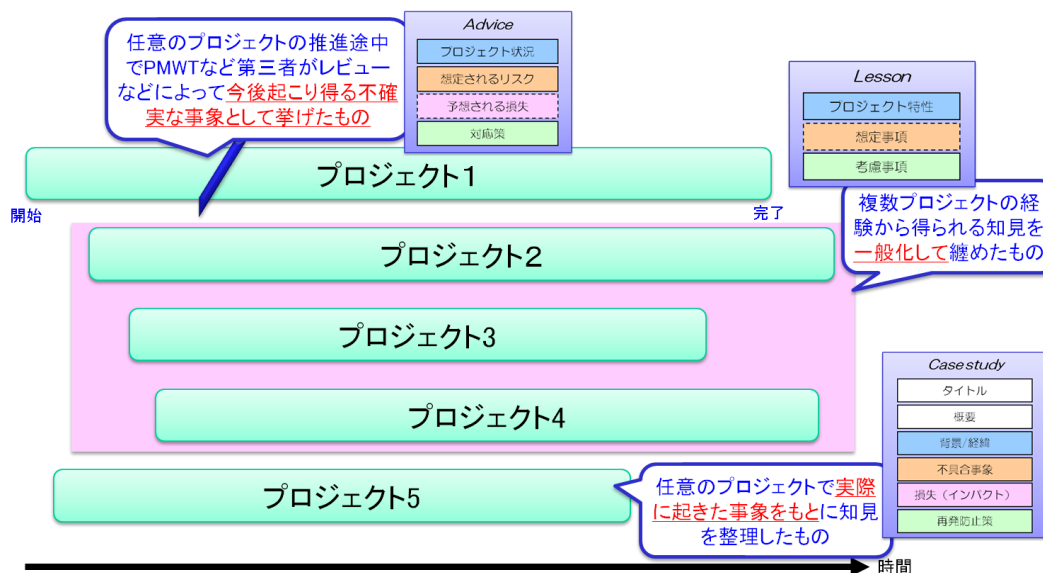 任意のプロジェクトの推進途中
でPMWTなど第三者がレビュー
などによって今後起こり得る不確
実な事象として挙げたもの
Advice
プロジェクト状況
想定されるリスク
予想される損失
対応策
Lesson
プロジェクト特性
想定事項
考慮事項
プロジェクト1
開始
完了
複数プロジェクトの経
験から得られる知見を
一般化して纏めたもの
プロジェクト2
プロジェクト3
プロジェクト4
Case study
タイトル
概要
背景/経緯
不具合事象
損失(インパクト)
再発防止策
プロジェクト5
任意のプロジェクトで実際
に起きた事象をもとに知見
を整理したもの
時間